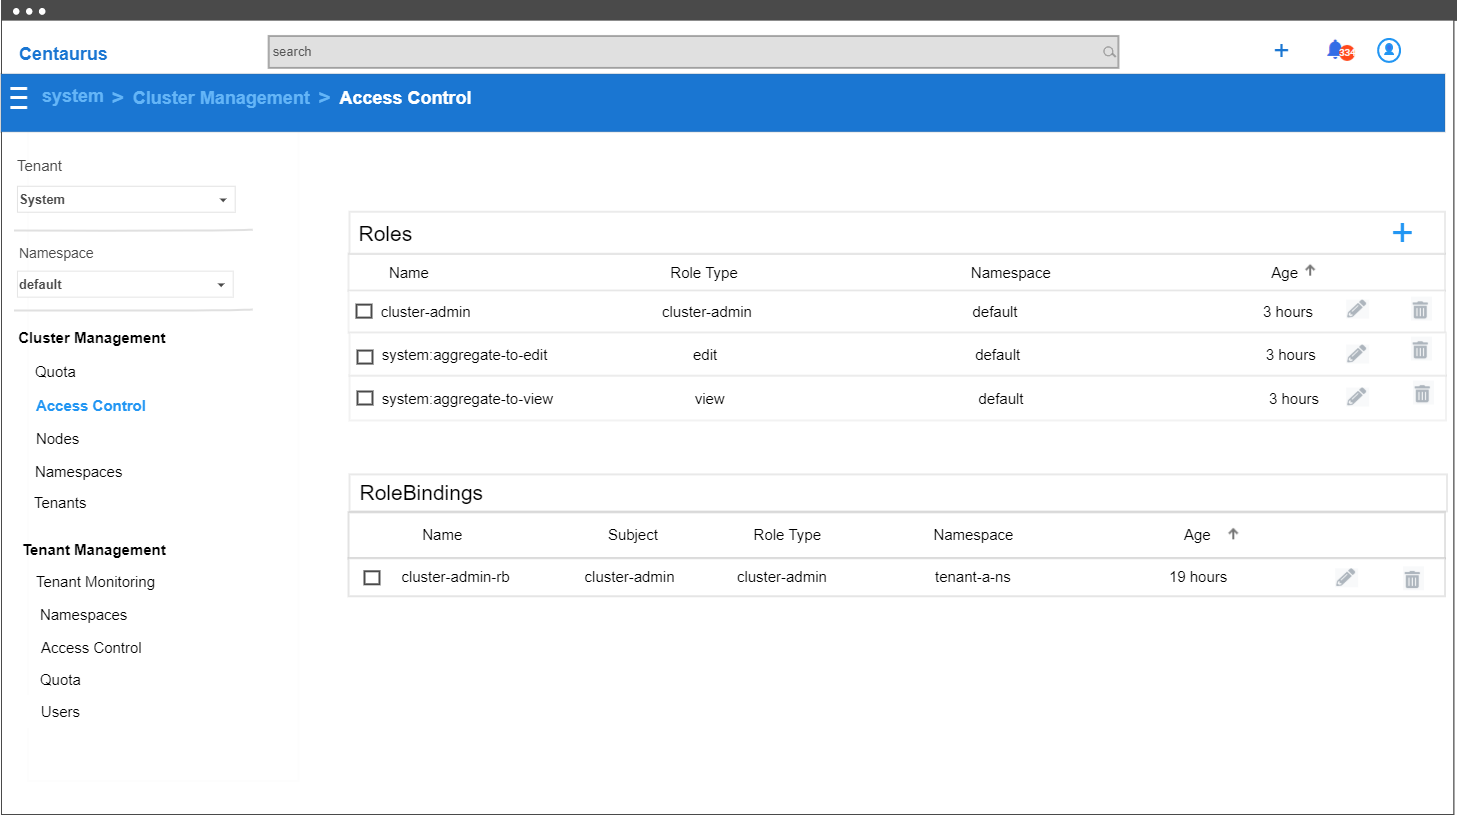 Centaurus
search
334
system > Cluster Management > Access Control
Tenant
System
Namespace
default
Cluster Management
Quota
Access Control
Nodes
Namespaces
Tenants
Tenant Management
Tenant Monitoring
Namespaces
Access Control
Quota
Users
Roles
Name Role Type Namespace Age
cluster-admin cluster-admin default 3 hours
system:aggregate-to-edit edit default 3 hours
system:aggregate-to-view view default 3 hours
RoleBindings
Name Subject Role Type Namespace Age
cluster-admin-rb cluster-admin cluster-admin tenant-a-ns 19 hours